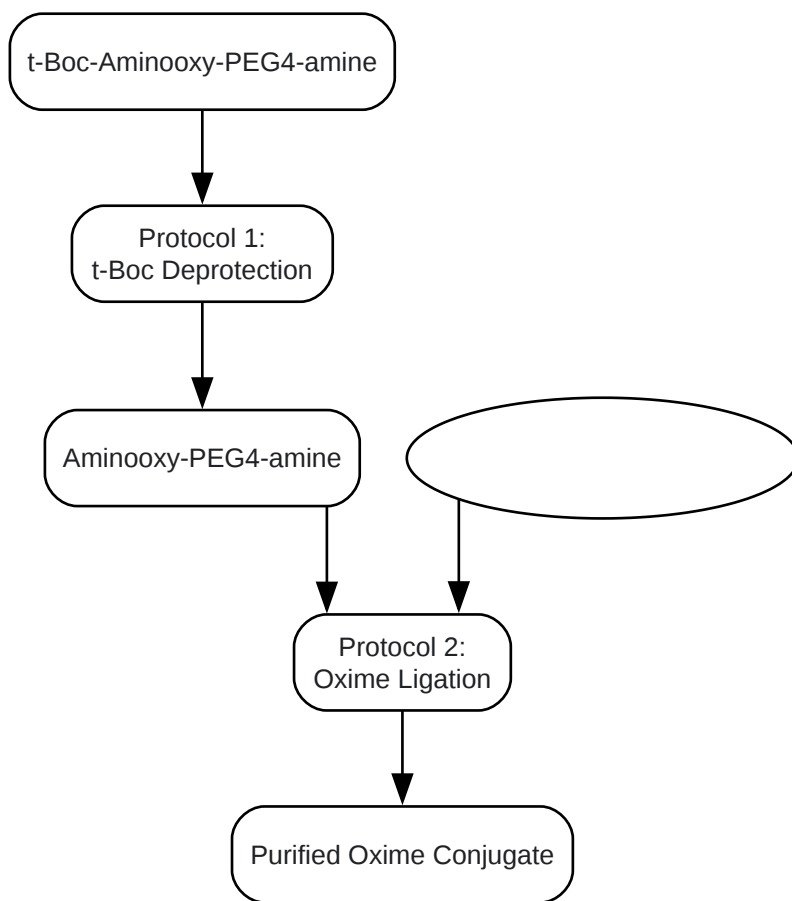 t-Boc-Aminooxy-PEG4-amine
Protocol 1:
t-Boc Deprotection
Aminooxy-PEG4-amine
Protocol 2:
Oxime Ligation
Purified Oxime Conjugate